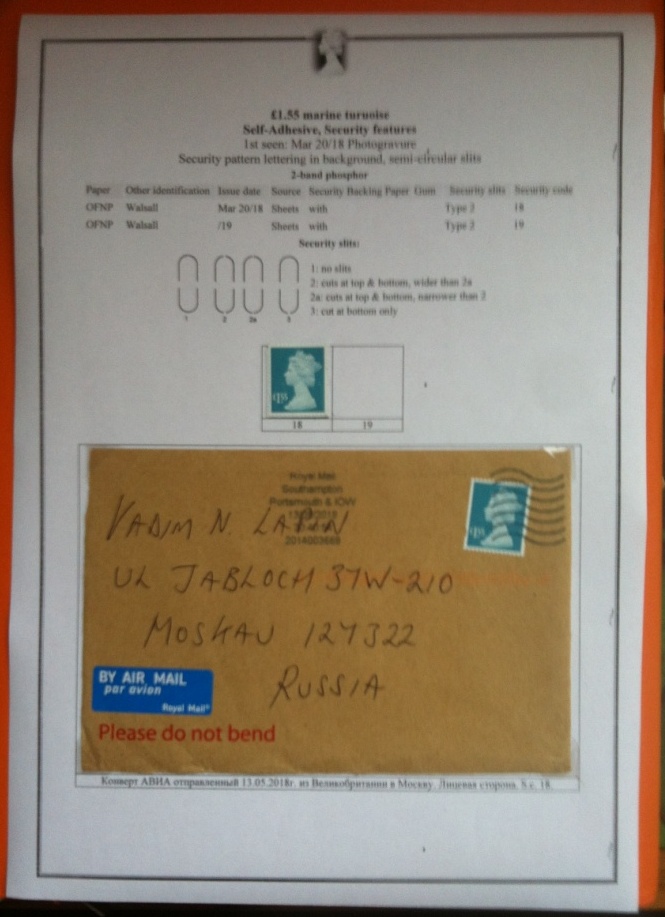 £1.55 marine turuoise
Self-Adhesive, Security features
1st seen: Mar 20/18 Photogravure
Security pattern lettering in background, semi-circular slits
2-band phosphor
Paper Other identification Issue date Source Security Backing Paper Gum Security slits Security code
OFNP Walsall Mar 20/18 Sheets with Type 2 18
OFNP Walsall /19 Sheets with Type 2 19
Security slits:
1: no slits
2: cuts at top & bottom, wider than 2a
2a: cuts at top & bottom, narrower than 2
3: cut at bottom only
1 2 2a 3
£1.55
18 19
Royal Mail
Southampton
Portsmouth & IOW
£1.55
VADIM N. LAPIN
UL JABLOCHKOW-210
MOSKAU 127322
RUSSIA
BY AIR MAIL
par avion
Royal Mail
Please do not bend
Конверт АВИА отправленный 13.05.2018г. из Великобритании в Москву. Лицевая сторона. S.c. 18.